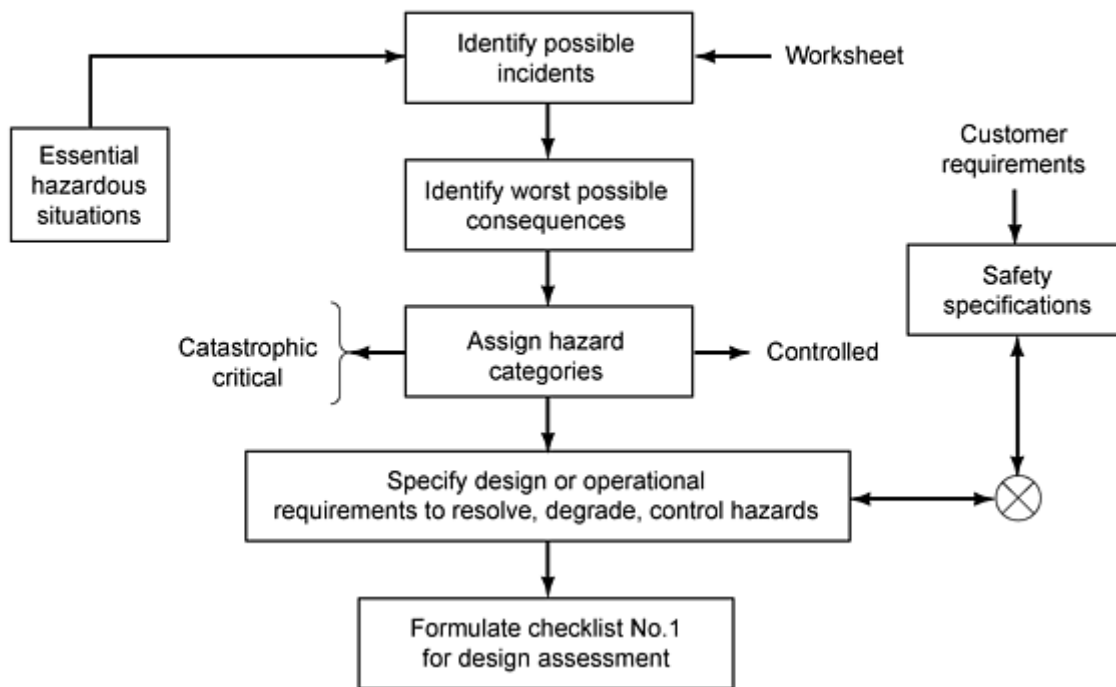 Identify possible
incidents
Worksheet
Essential
hazardous
situations
Customer
requirements
Identify worst possible
consequences
Safety
specifications
Catastrophic
critical
Assign hazard
categories
Controlled
Specify design or operational
requirements to resolve, degrade, control hazards
Formulate checklist No.1
for design assessment